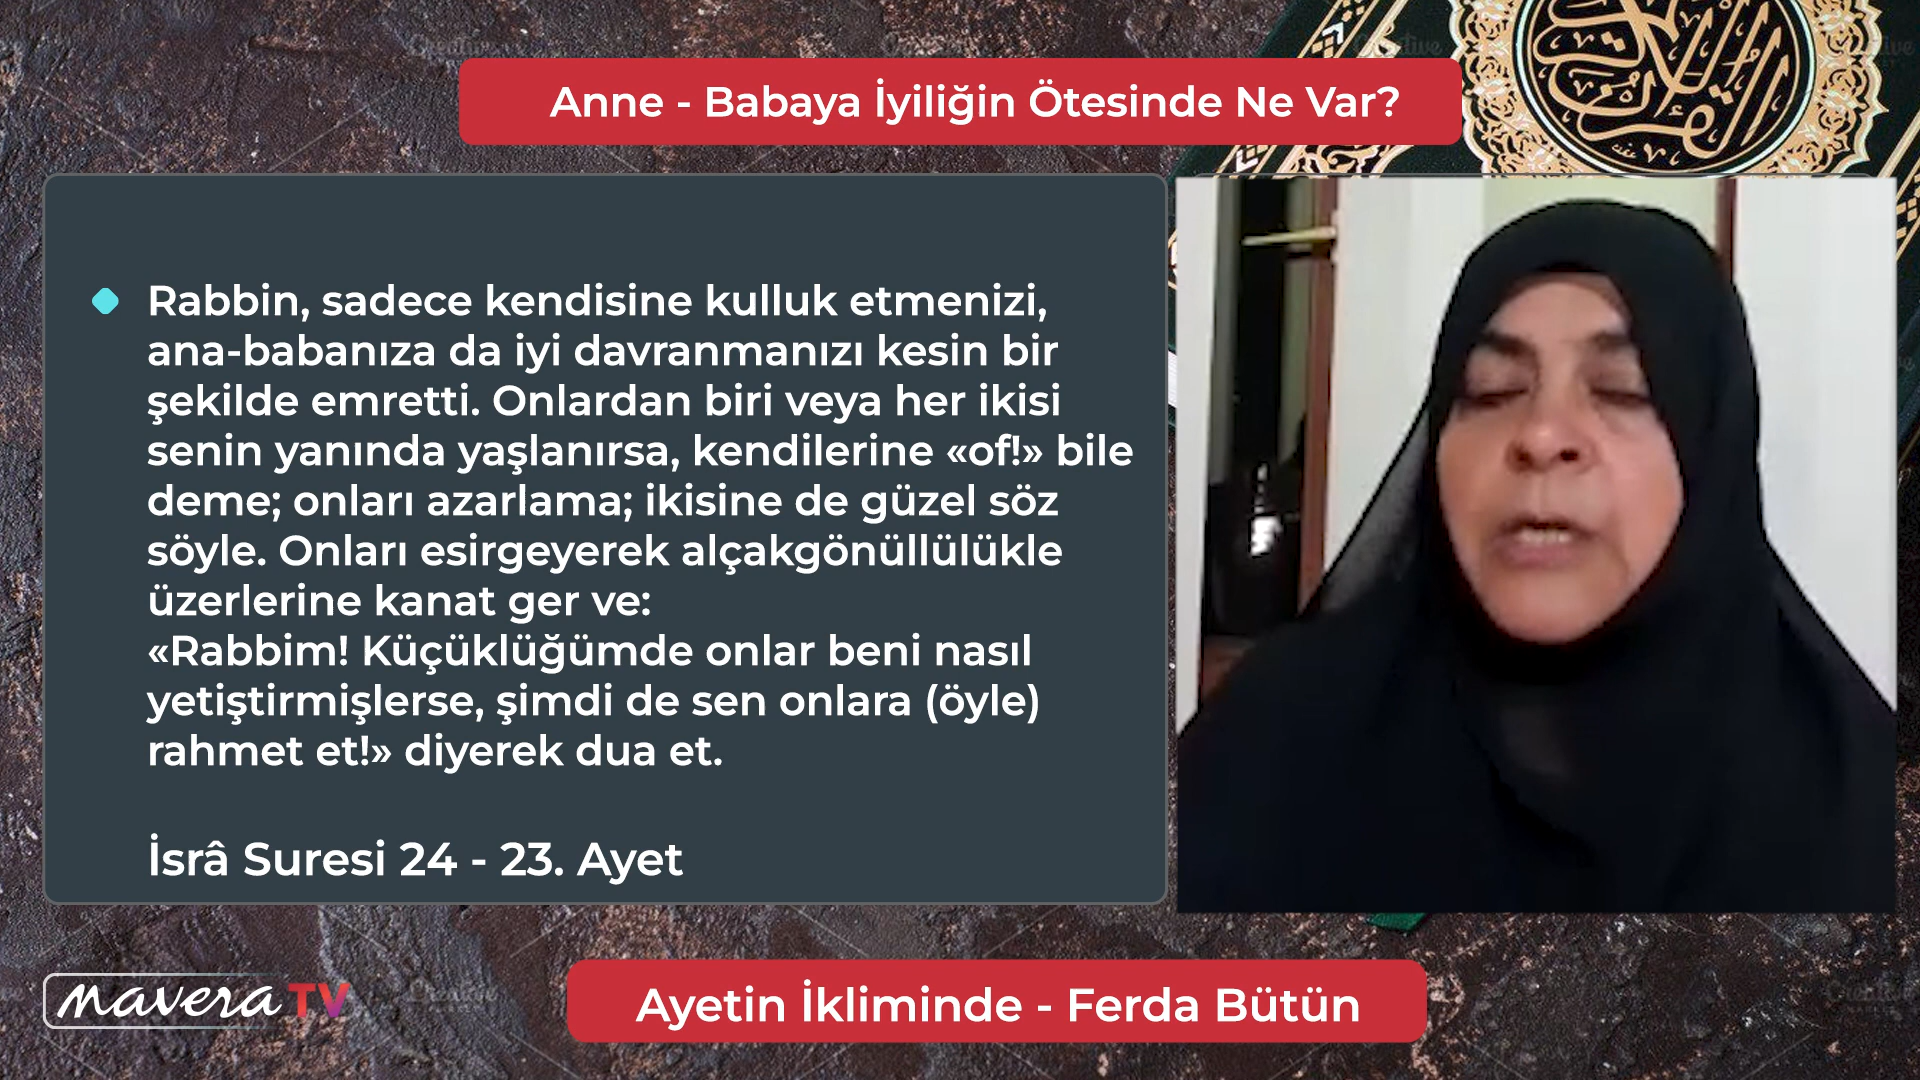 Anne - Babaya İyiliğin Ötesinde Ne Var?
Rabbin, sadece kendisine kulluk etmenizi,
ana-babanıza da iyi davranmanızı kesin bir
şekilde emretti. Onlardan biri veya her ikisi
senin yanında yaşlanırsa, kendilerine «of!» bile
deme; onları azarlama; ikisine de güzel söz
söyle. Onları esirgeyerek alçakgönüllülükle
üzerlerine kanat ger ve:
«Rabbim! Küçüklüğümde onlar beni nasıl
yetiştirmişlerse, şimdi de sen onlara (öyle)
rahmet et!» diyerek dua et.
İsrâ Suresi 24 - 23. Ayet
mavera TV
Ayetin İkliminde - Ferda Bütün